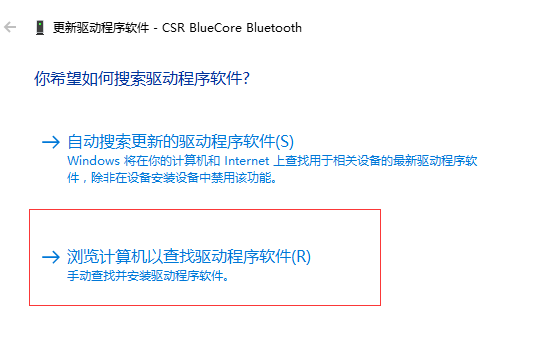 更新驱动程序软件 - CSR BlueCore Bluetooth
你希望如何搜索驱动程序软件?
自动搜索更新的驱动程序软件(S)
Windows 将在你的计算机和 Internet 上查找用于相关设备的最新驱动程序软
件，除非在设备安装设备中禁用该功能。
浏览计算机以查找驱动程序软件(R)
手动查找并安装驱动程序软件。